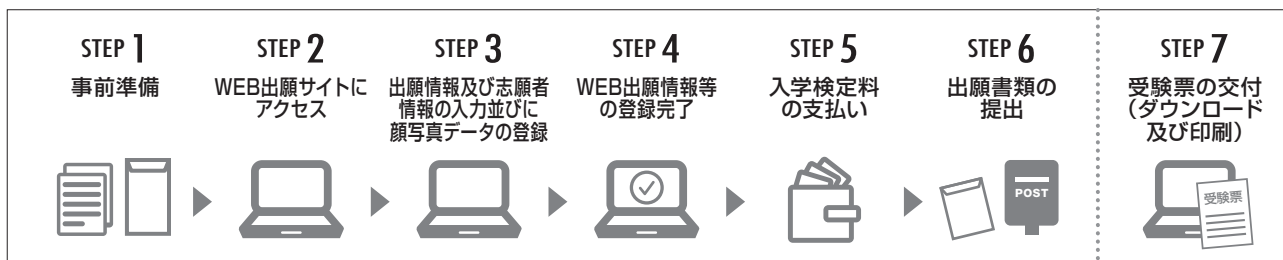 STEP 1
事前準備
STEP 2
WEB出願サイトに
アクセス
STEP 3
出願情報及び志願者
情報の入力並びに
顔写真データの登録
STEP 4
WEB出願情報等
の登録完了
STEP 5
入学検定料
の支払い
STEP 6
出願書類の
提出
POST
STEP 7
受験票の交付
(ダウンロード
及び印刷)
受験票